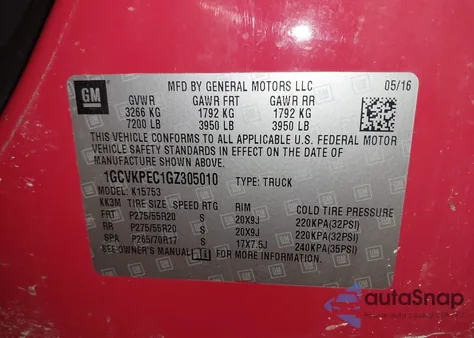 GM
MFD BY GENERAL MOTORS LLC 05/16
GVWR GAWR FRT GAWR RR
3266 KG 1792 KG 1792 KG
7200 LB 3950 LB 3950 LB
THIS VEHICLE CONFORMS TO ALL APPLICABLE U.S. FEDERAL MOTOR
VEHICLE SAFETY STANDARDS IN EFFECT ON THE DATE OF
MANUFACTURE SHOWN ABOVE.
1GCVKPEC1GZ305010 TYPE: TRUCK
MODEL: K15753
KK3M TIRE SIZE SPEED RTG RIM COLD TIRE PRESSURE
FRT P275/55R20 S 20X9J 220KPA(32PSI)
RR P275/55R20 S 20X9J 220KPA(32PSI)
SPA P265/70R17 S 17X7.5J 240KPA(35PSI)
SEE OWNER'S MANUAL FOR MORE INFORMATION.
autoSnap